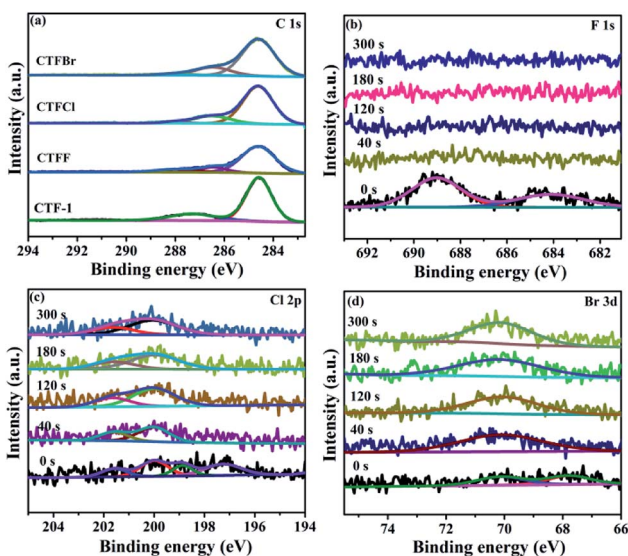 (a)
C 1s
CTFBr
CTFCl
CTFF
CTF-1
Intensity (a.u.)
294 292 290 288 286 284
Binding energy (eV)
(b)
F 1s
300 s
180 s
120 s
40 s
0 s
Intensity (a.u.)
692 690 688 686 684 682
Binding energy (eV)
(c)
Cl 2p
300 s
180 s
120 s
40 s
0 s
Intensity (a.u.)
204 202 200 198 196 194
Binding energy (eV)
(d)
Br 3d
300 s
180 s
120 s
40 s
0 s
Intensity (a.u.)
74 72 70 68 66
Binding energy (eV)